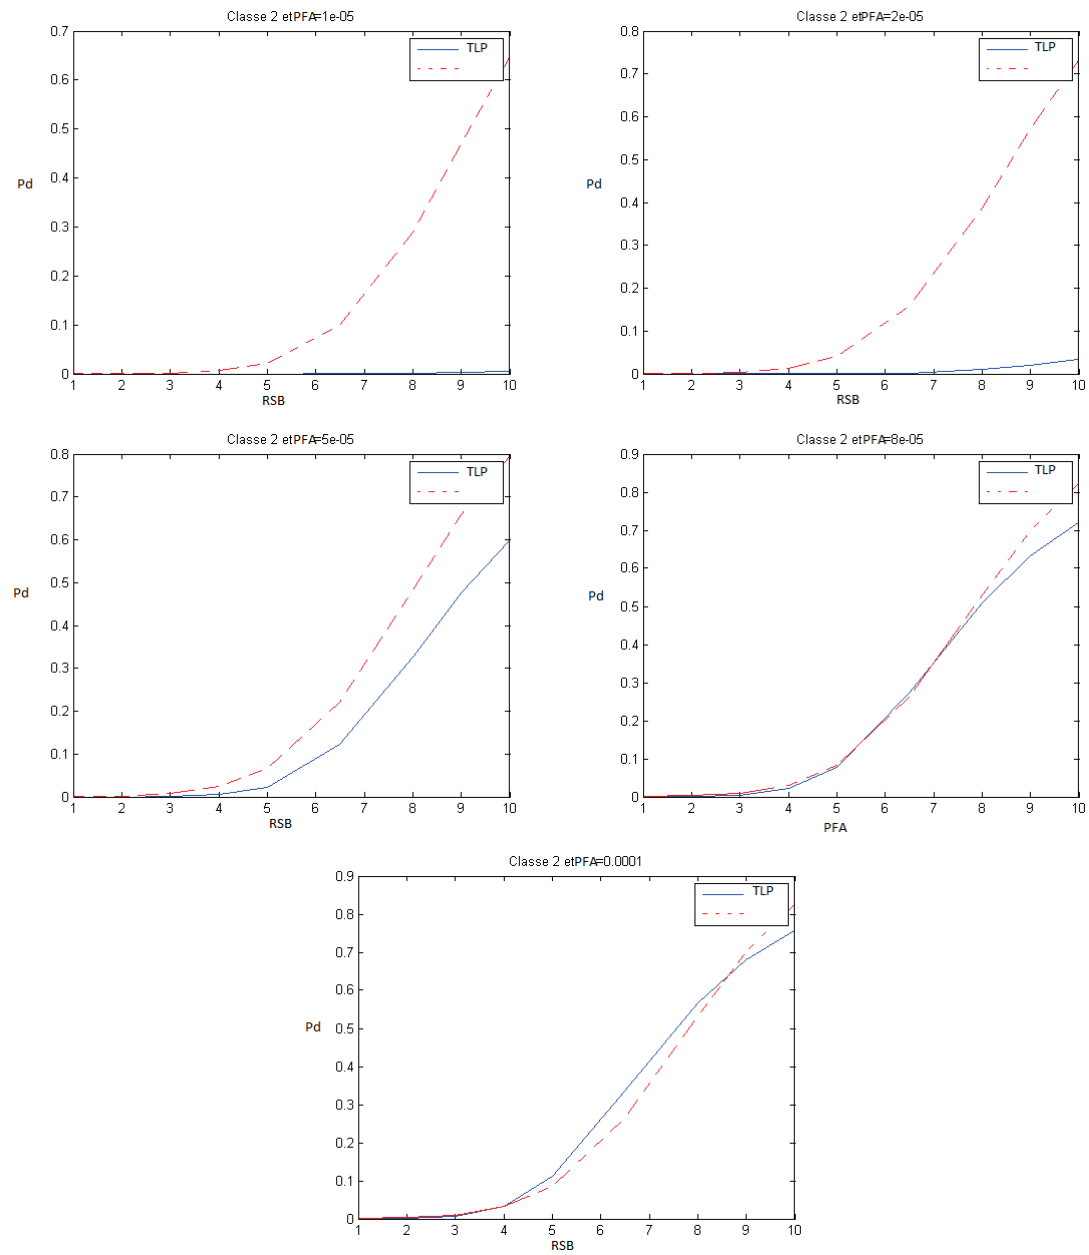 Classe 2 etPFA=1e-05
0.7
TLP
0.6
0.5
0.4
Pd
0.3
0.2
0.1
0
1 2 3 4 5 6 7 8 9 10
RSB
Classe 2 etPFA=2e-05
0.8
TLP
0.7
0.6
0.5
Pd
0.4
0.3
0.2
0.1
0
1 2 3 4 5 6 7 8 9 10
RSB
Classe 2 etPFA=5e-05
0.8
TLP
0.7
0.6
0.5
Pd
0.4
0.3
0.2
0.1
0
1 2 3 4 5 6 7 8 9 10
RSB
Classe 2 etPFA=8e-05
0.9
TLP
0.8
0.7
0.6
Pd
0.5
0.4
0.3
0.2
0.1
0
1 2 3 4 5 6 7 8 9 10
PFA
Classe 2 etPFA=0.0001
0.9
TLP
0.8
0.7
0.6
0.5
Pd
0.4
0.3
0.2
0.1
0
1 2 3 4 5 6 7 8 9 10
RSB